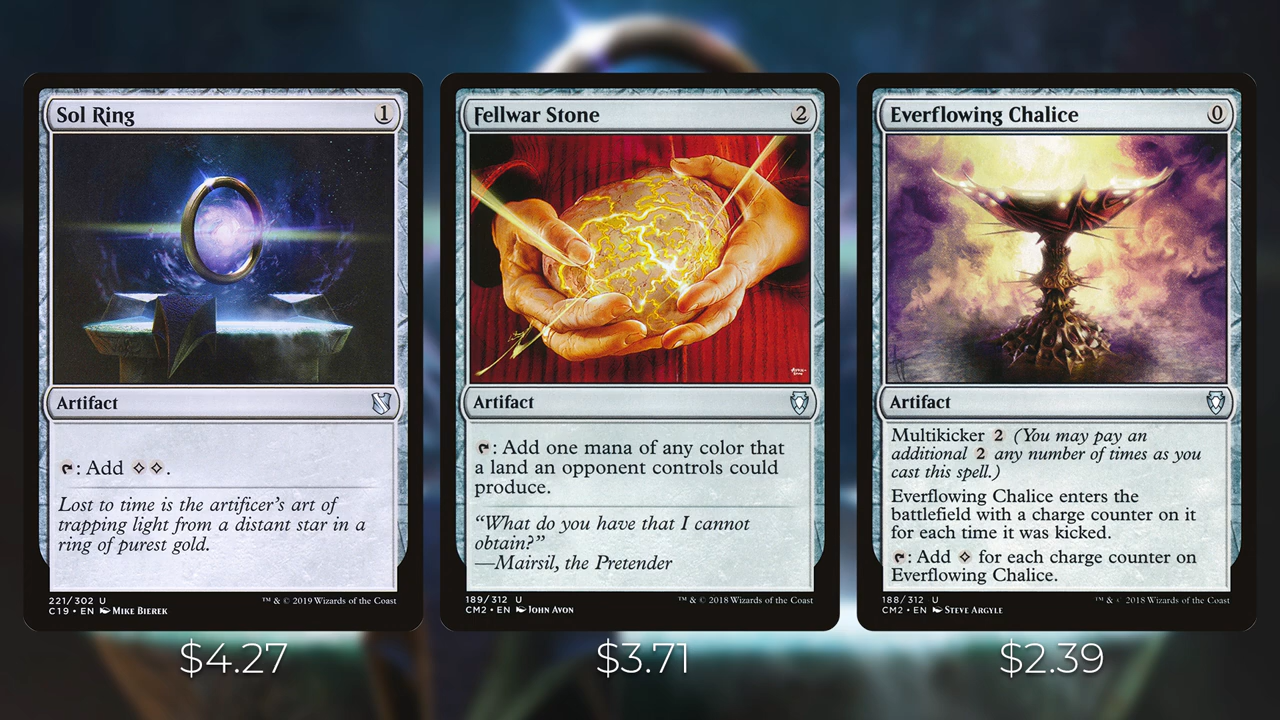 Sol Ring 1
Artifact
: Add .
Lost to time is the artificer's art of
trapping light from a distant star in a
ring of purest gold.
221/302 U
C19 • EN Mike Bierek
™ & © 2019 Wizards of the Coast
$4.27
Fellwar Stone 2
Artifact
: Add one mana of any color that
a land an opponent controls could
produce.
“What do you have that I cannot
obtain?”
—Mairsil, the Pretender
189/312 U
CM2 • EN John Avon
™ & © 2018 Wizards of the Coast
$3.71
Everflowing Chalice 0
Artifact
Multikicker 2 (You may pay an
additional 2 any number of times as you
cast this spell.)
Everflowing Chalice enters the
battlefield with a charge counter on it
for each time it was kicked.
: Add for each charge counter on
Everflowing Chalice.
188/312 U
CM2 • EN Steve Argyle
™ & © 2018 Wizards of the Coast
$2.39